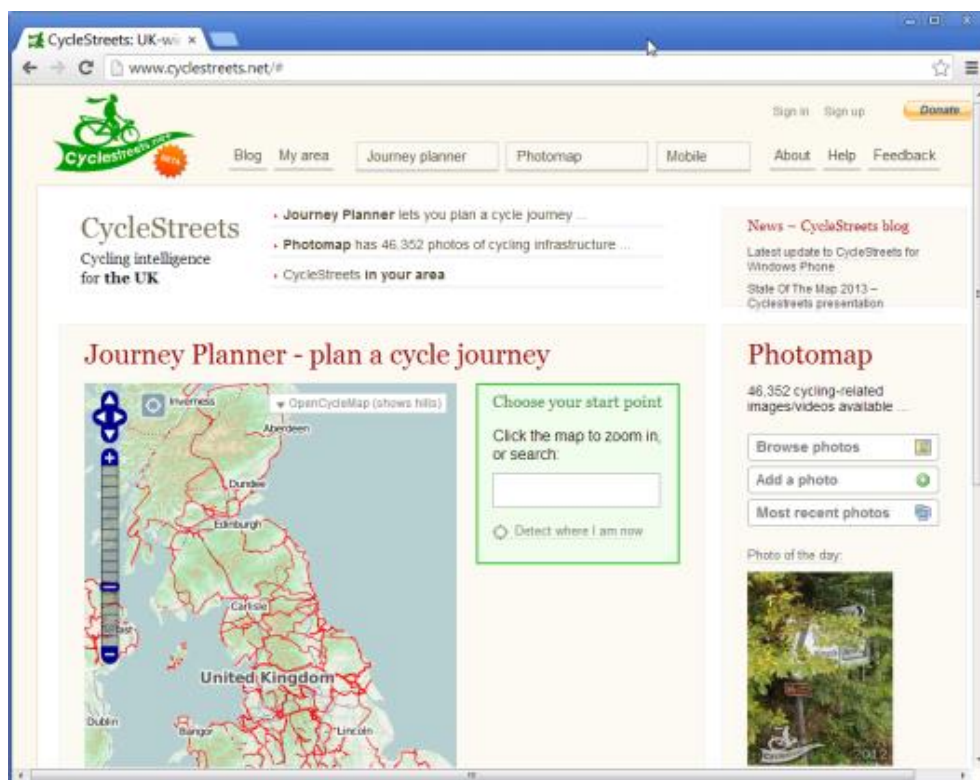 CycleStreets: UK-wi
www.cyclestreets.net/#
Sign in Sign up Donate
Cyclestreets.net
BETA
Blog My area Journey planner Photomap Mobile About Help Feedback
CycleStreets
Cycling intelligence
for the UK
Journey Planner lets you plan a cycle journey ...
Photomap has 46,352 photos of cycling infrastructure ...
CycleStreets in your area
News – CycleStreets blog
Latest update to CycleStreets for
Windows Phone
State Of The Map 2013 –
Cyclestreets presentation
Journey Planner - plan a cycle journey
Inverness
OpenCycleMap (shows hills)
Aberdeen
Dundee
Edinburgh
Carlisle
United Kingdom
Dublin
Bangor
Lincoln
Choose your start point
Click the map to zoom in,
or search:
Detect where I am now
Photomap
46,352 cycling-related
images/videos available ...
Browse photos
Add a photo
Most recent photos
Photo of the day:
Cyclestreets
2012